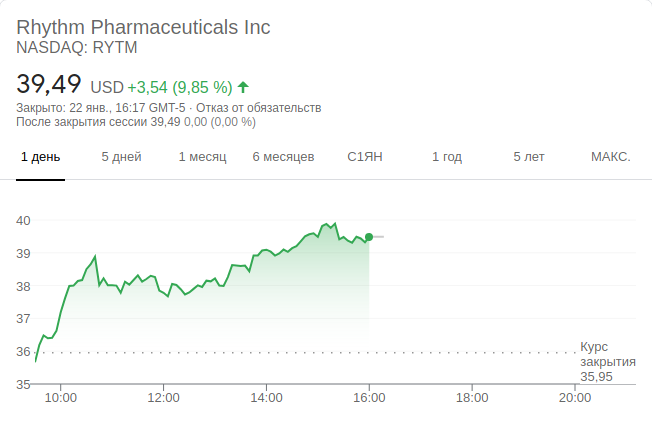 Rhythm Pharmaceuticals Inc
NASDAQ: RYTM
39,49 USD +3,54 (9,85 %)
Закрыто: 22 янв., 16:17 GMT-5 · Отказ от обязательств
После закрытия сессии 39,49 0,00 (0,00 %)
1 день 5 дней 1 месяц 6 месяцев С1ЯН 1 год 5 лет МАКС.
40
39
38
37
36
35
Курс
закрытия
35,95
10:00 12:00 14:00 16:00 18:00 20:00